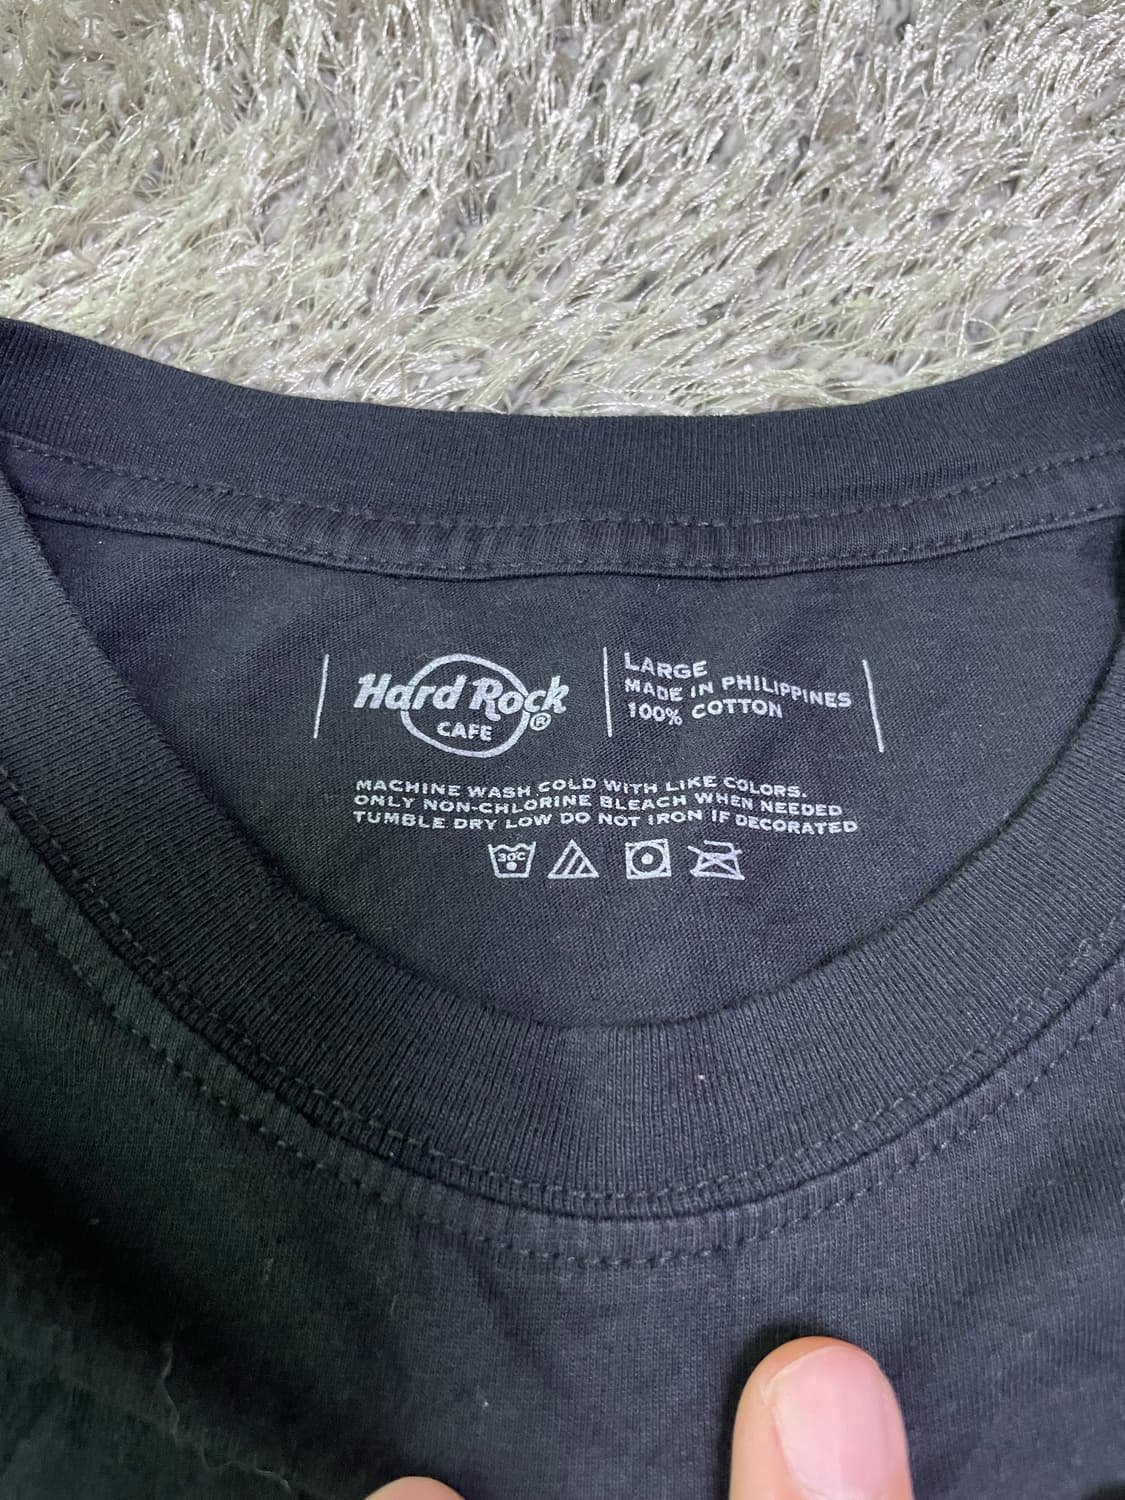 Hard Rock
CAFE ®
LARGE
MADE IN PHILIPPINES
100% COTTON
MACHINE WASH COLD WITH LIKE COLORS.
ONLY NON-CHLORINE BLEACH WHEN NEEDED
TUMBLE DRY LOW DO NOT IRON IF DECORATED
30C